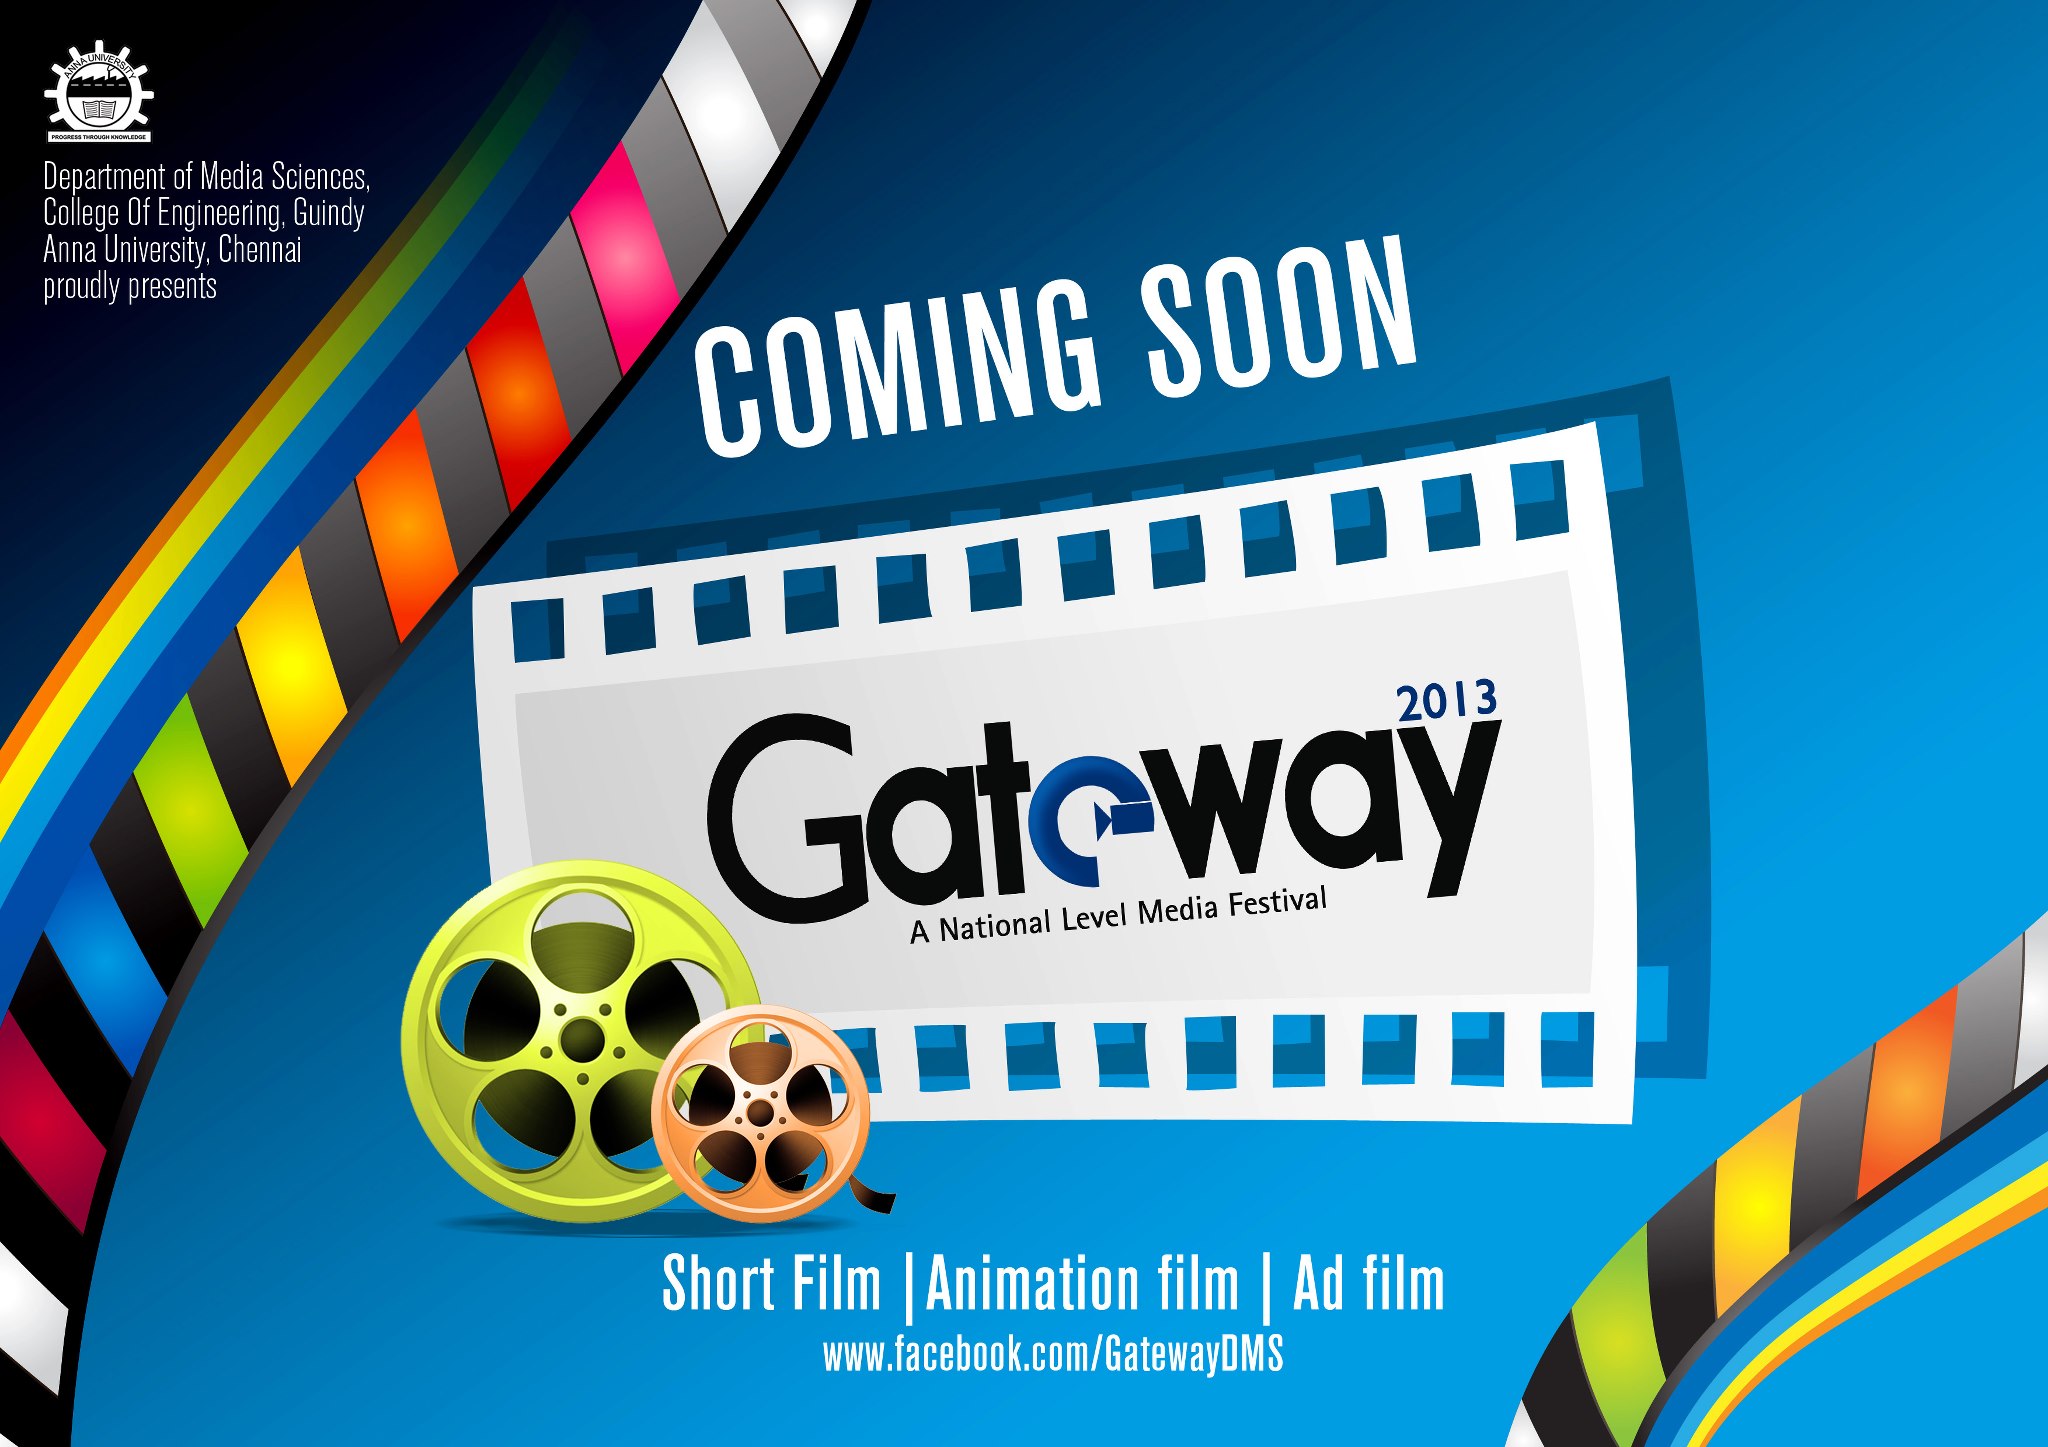 ANNA UNIVERSITY
PROGRESS THROUGH KNOWLEDGE
Department of Media Sciences,
College Of Engineering, Guindy
Anna University, Chennai
proudly presents
COMING SOON
2013
Gateway
A National Level Media Festival
Short Film | Animation film | Ad film
www.facebook.com/GatewayDMS